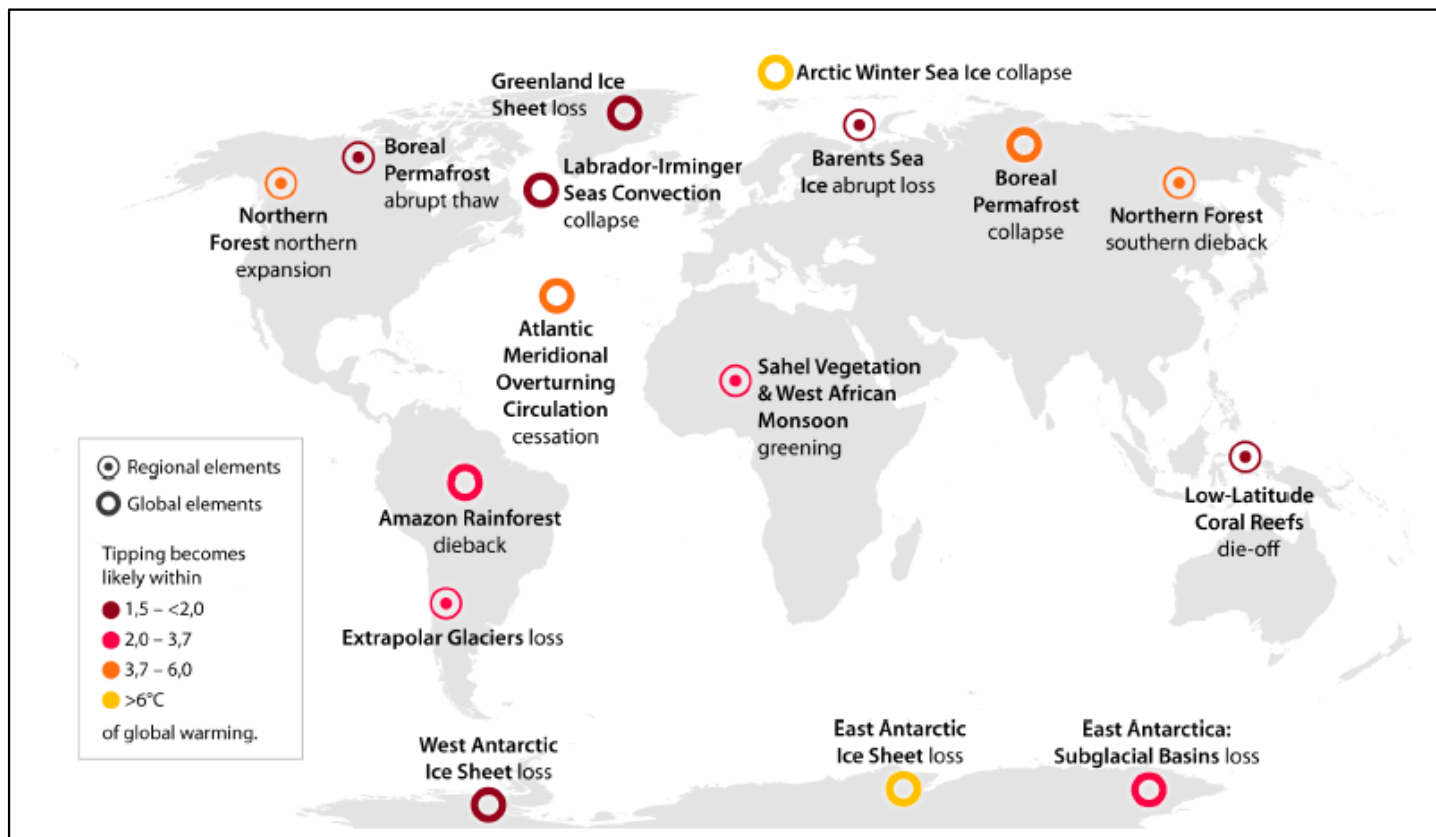 Arctic Winter Sea Ice collapse
Greenland Ice
Sheet loss
Boreal
Permafrost
abrupt thaw
Labrador-Irminger
Seas Convection
collapse
Barents Sea
Ice abrupt loss
Boreal
Permafrost
collapse
Northern Forest
southern dieback
Northern
Forest northern
expansion
Atlantic
Meridional
Overturning
Circulation
cessation
Sahel Vegetation
& West African
Monsoon
greening
Low-Latitude
Coral Reefs
die-off
Amazon Rainforest
dieback
Extrapolar Glaciers loss
Regional elements
Global elements
Tipping becomes
likely within
1,5 – <2,0
2,0 – 3,7
3,7 – 6,0
>6°C
of global warming.
West Antarctic
Ice Sheet loss
East Antarctic
Ice Sheet loss
East Antarctica:
Subglacial Basins loss